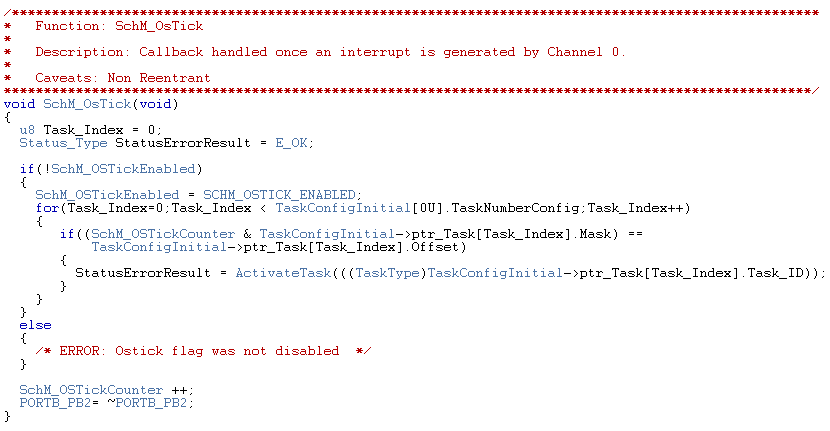 /*****************************************************************************************************
*   Function: SchM_OsTick
*
*   Description: Callback handled once an interrupt is generated by Channel 0.
*
*   Caveats: Non Reentrant
*****************************************************************************************************/
void SchM_OsTick(void)
{
  u8 Task_Index = 0;
  Status_Type StatusErrorResult = E_OK;

  if(!SchM_OSTickEnabled)
  {
    SchM_OSTickEnabled = SCHM_OSTICK_ENABLED;
    for(Task_Index=0;Task_Index < TaskConfigInitial[0U].TaskNumberConfig;Task_Index++)
    {
       if((SchM_OSTickCounter & TaskConfigInitial->ptr_Task[Task_Index].Mask) ==
           TaskConfigInitial->ptr_Task[Task_Index].Offset)
       {
         StatusErrorResult = ActivateTask(((TaskType)TaskConfigInitial->ptr_Task[Task_Index].Task_ID));
       }
    }
  }
  else
  {
    /* ERROR: Ostick flag was not disabled  */
  }

  SchM_OSTickCounter ++;
  PORTB_PB2= ~PORTB_PB2;
}